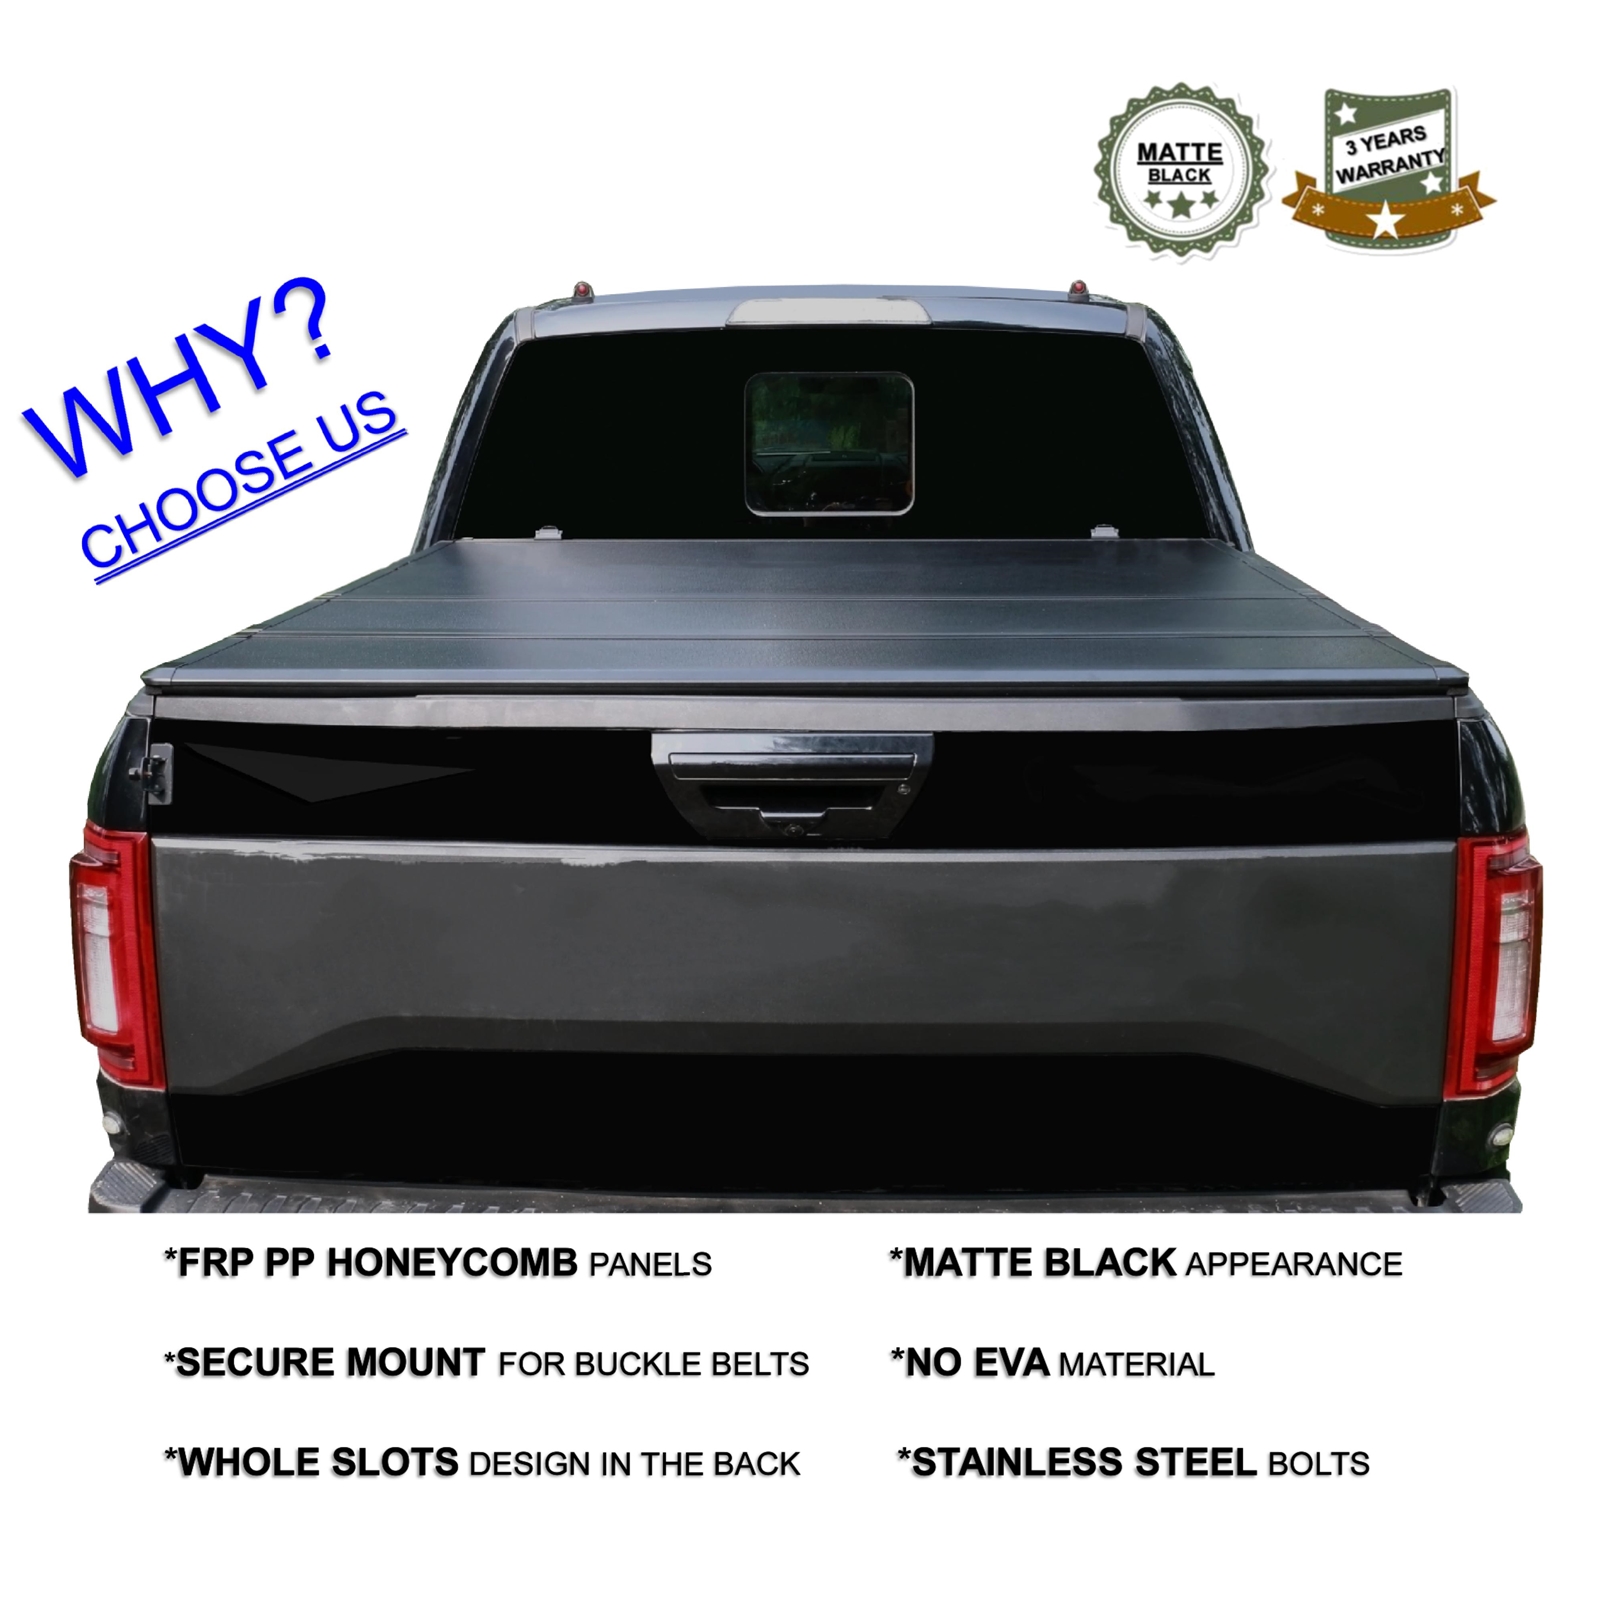 MATTE
BLACK
3 YEARS
WARRANTY
WHY?
CHOOSE US
*FRP PP HONEYCOMB PANELS
*MATTE BLACK APPEARANCE
*SECURE MOUNT FOR BUCKLE BELTS
*NO EVA MATERIAL
*WHOLE SLOTS DESIGN IN THE BACK
*STAINLESS STEEL BOLTS